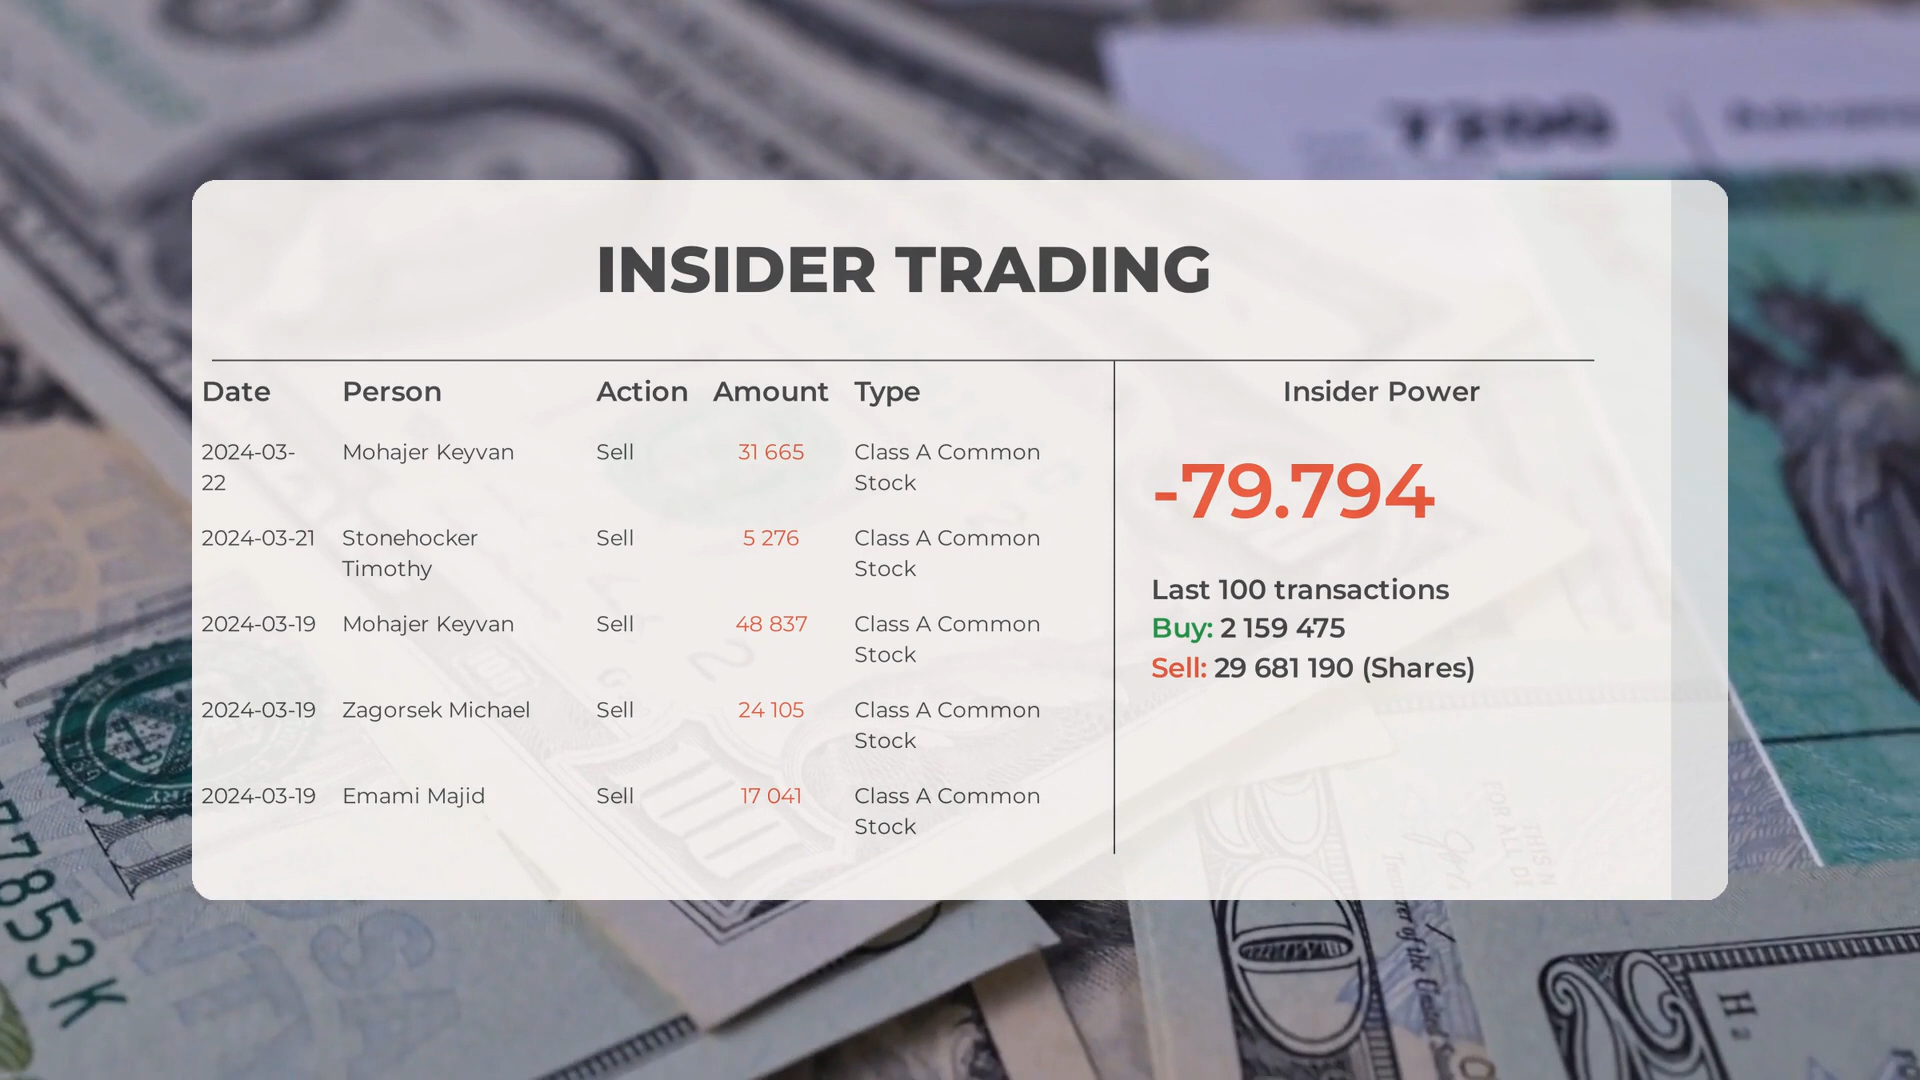 INSIDER TRADING
Date Person Action Amount Type
2024-03-22 Mohajer Keyvan Sell 31 665 Class A Common Stock
2024-03-21 Stonehocker Timothy Sell 5 276 Class A Common Stock
2024-03-19 Mohajer Keyvan Sell 48 837 Class A Common Stock
2024-03-19 Zagorsek Michael Sell 24 105 Class A Common Stock
2024-03-19 Emami Majid Sell 17 041 Class A Common Stock
Insider Power
-79.794
Last 100 transactions
Buy: 2 159 475
Sell: 29 681 190 (Shares)
77853K